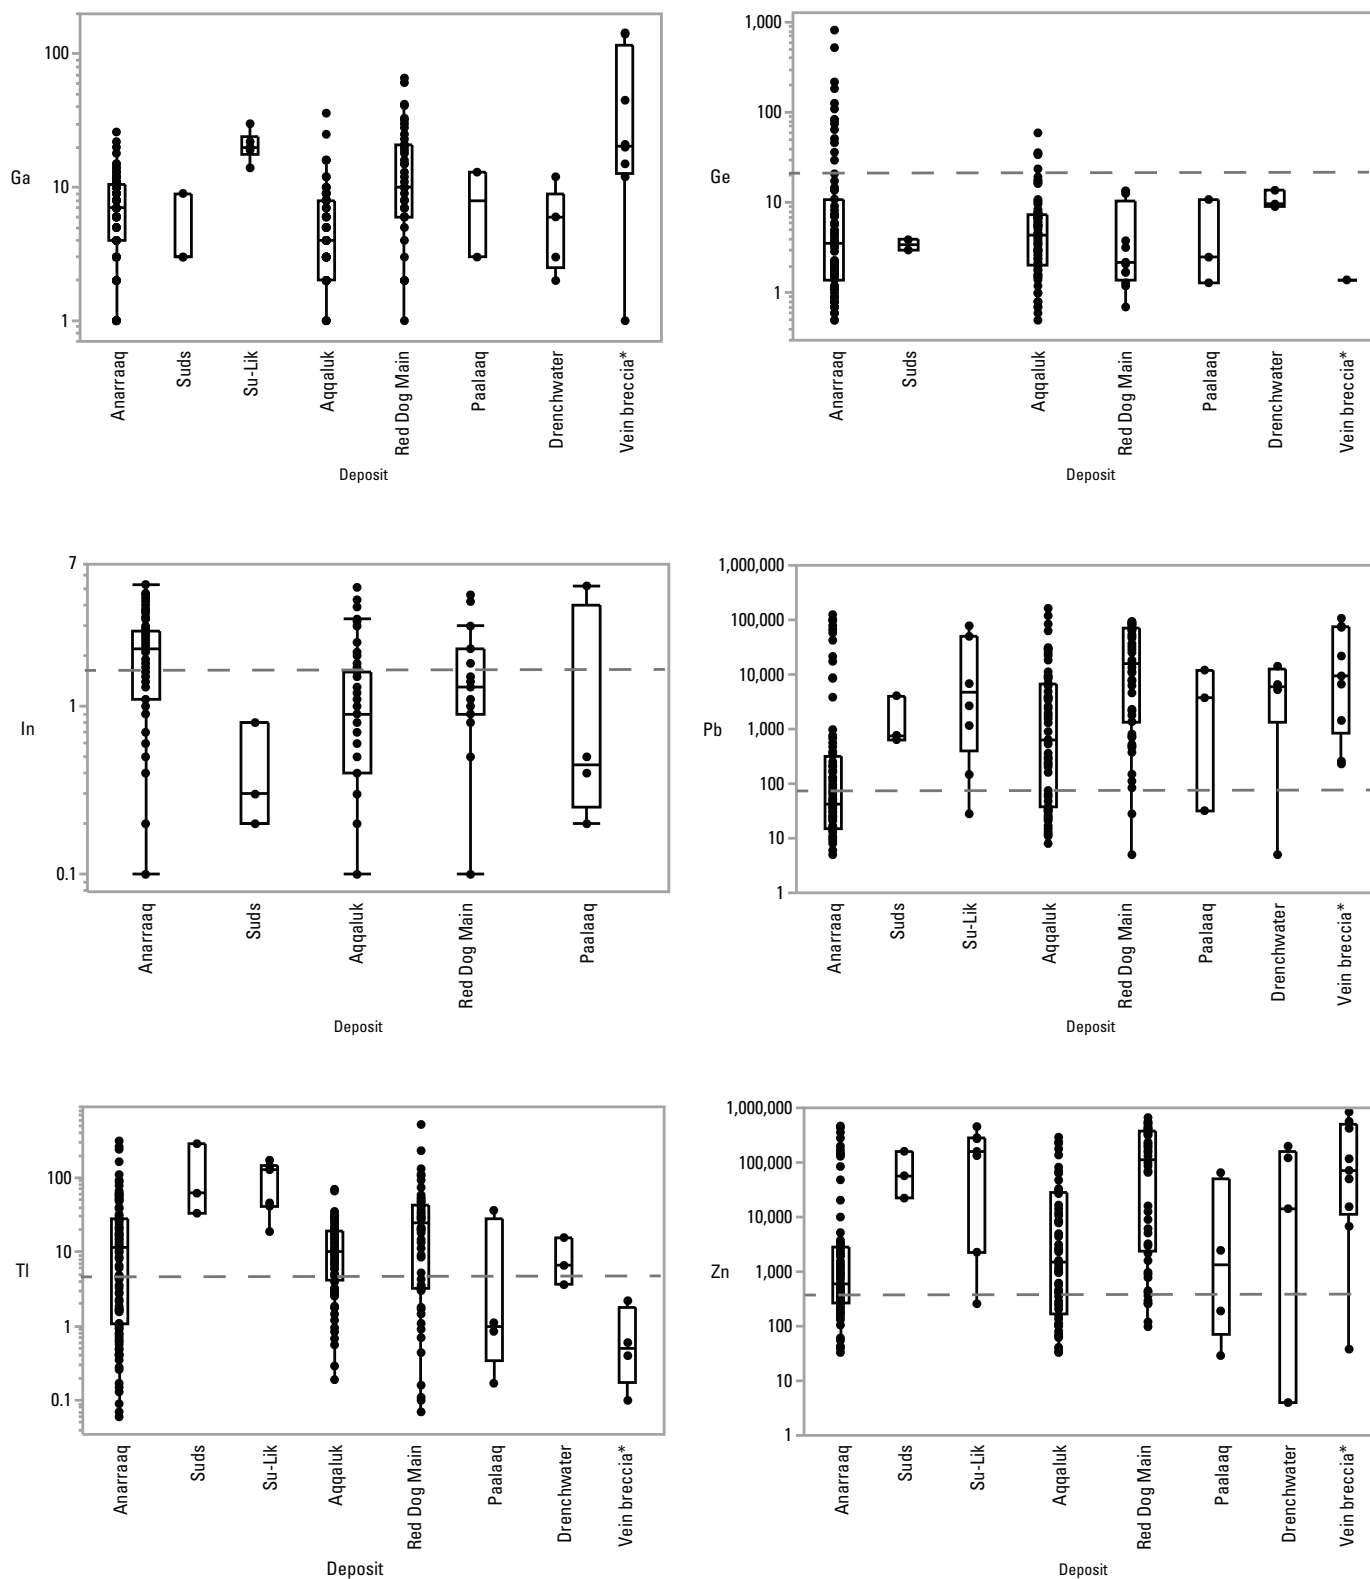 Ga
100
10
1
Anarraaq
Suds
Su-Lik
Aqqaluk
Red Dog Main
Paalaaq
Drenchwater
Vein breccia*
Deposit
Ge
1,000
100
10
1
Anarraaq
Suds
Aqqaluk
Red Dog Main
Paalaaq
Drenchwater
Vein breccia*
Deposit
In
7
1
0.1
Anarraaq
Suds
Aqqaluk
Red Dog Main
Paalaaq
Deposit
Pb
1,000,000
100,000
10,000
1,000
100
10
1
Anarraaq
Suds
Su-Lik
Aqqaluk
Red Dog Main
Paalaaq
Drenchwater
Vein breccia*
Deposit
Tl
100
10
1
0.1
Anarraaq
Suds
Su-Lik
Aqqaluk
Red Dog Main
Paalaaq
Drenchwater
Vein breccia*
Deposit
Zn
1,000,000
100,000
10,000
1,000
100
10
1
Anarraaq
Suds
Su-Lik
Aqqaluk
Red Dog Main
Paalaaq
Drenchwater
Vein breccia*
Deposit